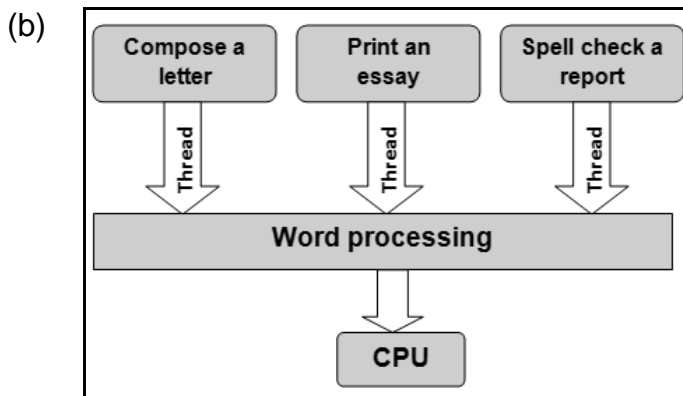 (b)
Compose a
letter
Print an
essay
Spell check a
report
Thread
Thread
Thread
Word processing
CPU